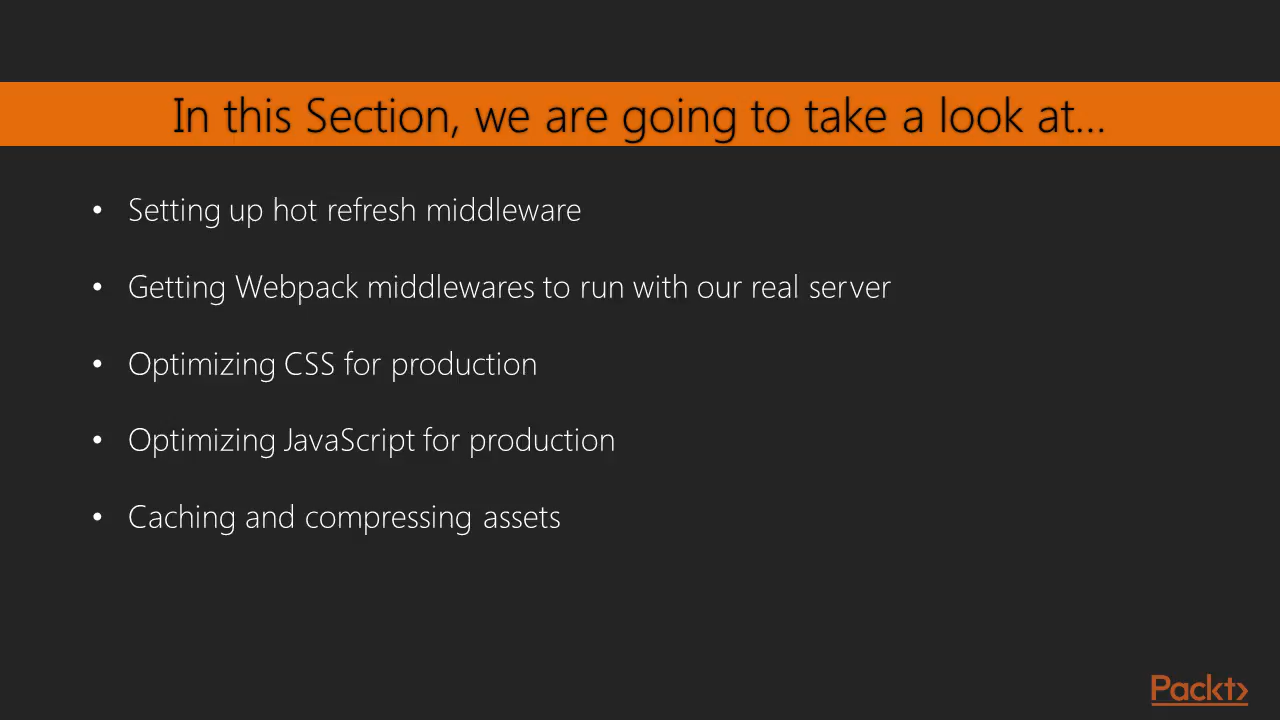 In this Section, we are going to take a look at...
• Setting up hot refresh middleware
• Getting Webpack middlewares to run with our real server
• Optimizing CSS for production
• Optimizing JavaScript for production
• Caching and compressing assets
Packt>